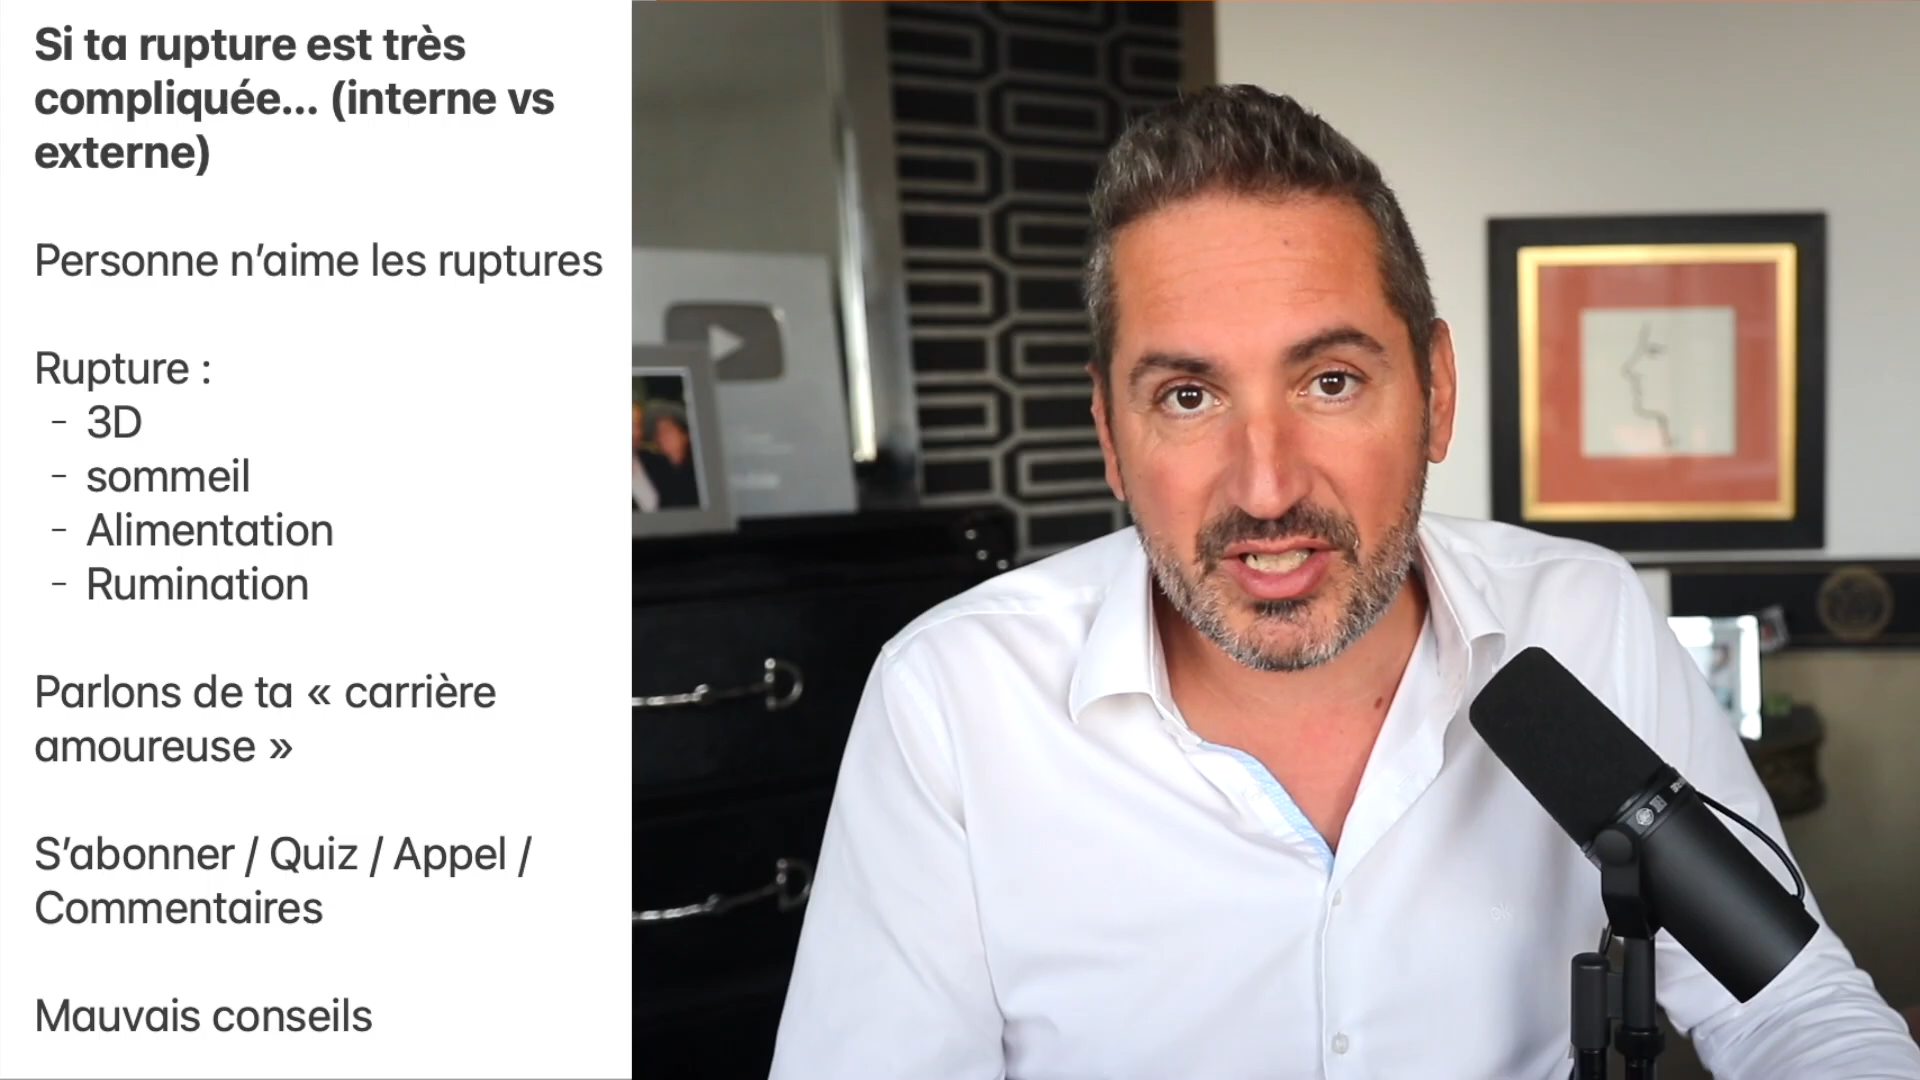 Si ta rupture est très
compliquée... (interne vs
externe)
Personne n'aime les ruptures
Rupture :
- 3D
- sommeil
- Alimentation
- Rumination
Parlons de ta « carrière
amoureuse »
S'abonner / Quiz / Appel /
Commentaires
Mauvais conseils